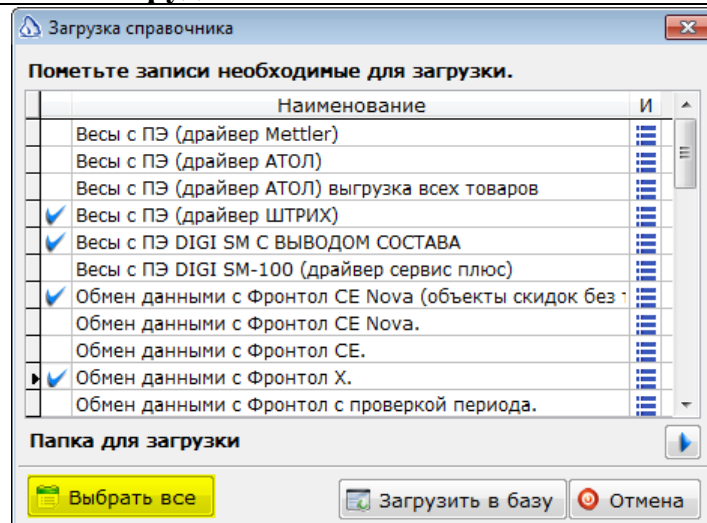 Загрузка справочника
Пометьте записи необходимые для загрузки.
Наименование И
Весы с ПЭ (драйвер Mettler)
Весы с ПЭ (драйвер АТОЛ)
Весы с ПЭ (драйвер АТОЛ) выгрузка всех товаров
Весы с ПЭ (драйвер ШТРИХ)
Весы с ПЭ DIGI SM С ВЫВОДОМ СОСТАВА
Весы с ПЭ DIGI SM-100 (драйвер сервис плюс)
Обмен данными с Фронтол CE Nova (объекты скидок без
Обмен данными с Фронтол CE Nova.
Обмен данными с Фронтол CE.
Обмен данными с Фронтол X.
Обмен данными с Фронтол с проверкой периода.
Папка для загрузки
Выбрать все Загрузить в базу Отмена